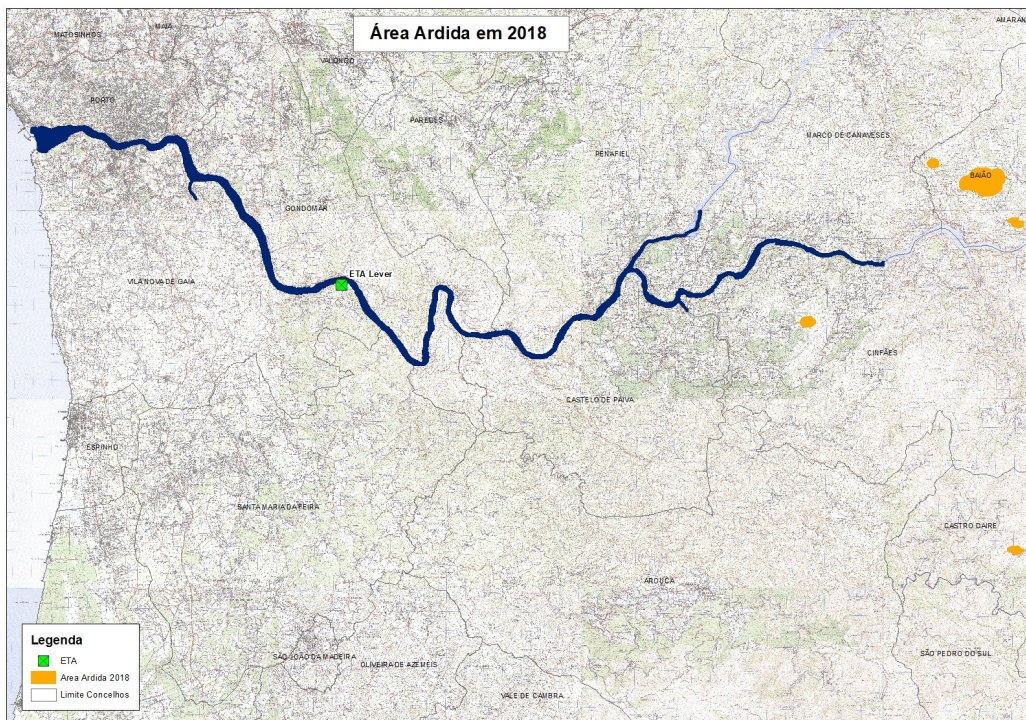 Área Ardida em 2018
AMARAN
MATOSINHOS
MAIA
VALONGO
PORTO
PAREDES
MARCO DE CANAVESES
PENAFIEL
BAIÃO
GONDOMAR
ETA Lever
VILA NOVA DE GAIA
CINFÃES
CASTELO DE PAIVA
ESPINHO
SANTA MARIA DA FEIRA
CASTRO DAIRE
AROUCA
SÃO JOÃO DA MADEIRA
OLIVEIRA DE AZEMÉIS
SÃO PEDRO DO SUL
VALE DE CAMBRA
Legenda
ETA
Area Ardida 2018
Limite Concelhos